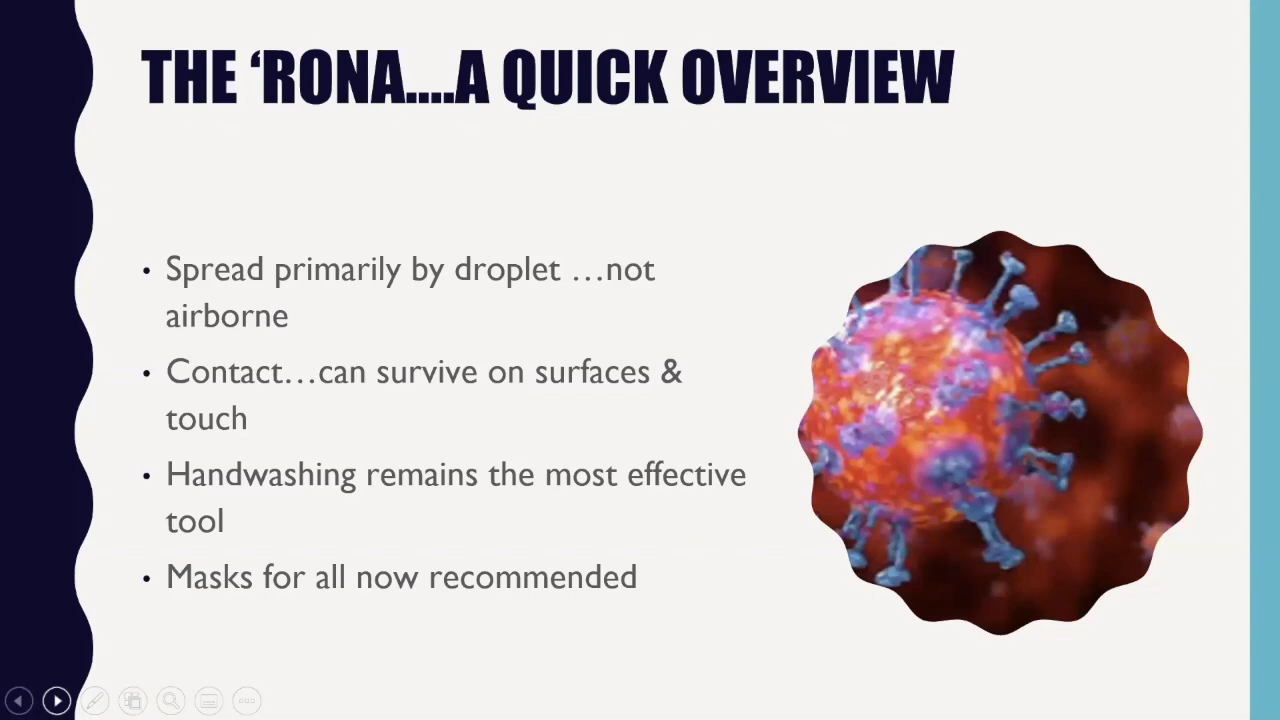 THE ‘RONA....A QUICK OVERVIEW
• Spread primarily by droplet …not
airborne
• Contact…can survive on surfaces &
touch
• Handwashing remains the most effective
tool
• Masks for all now recommended